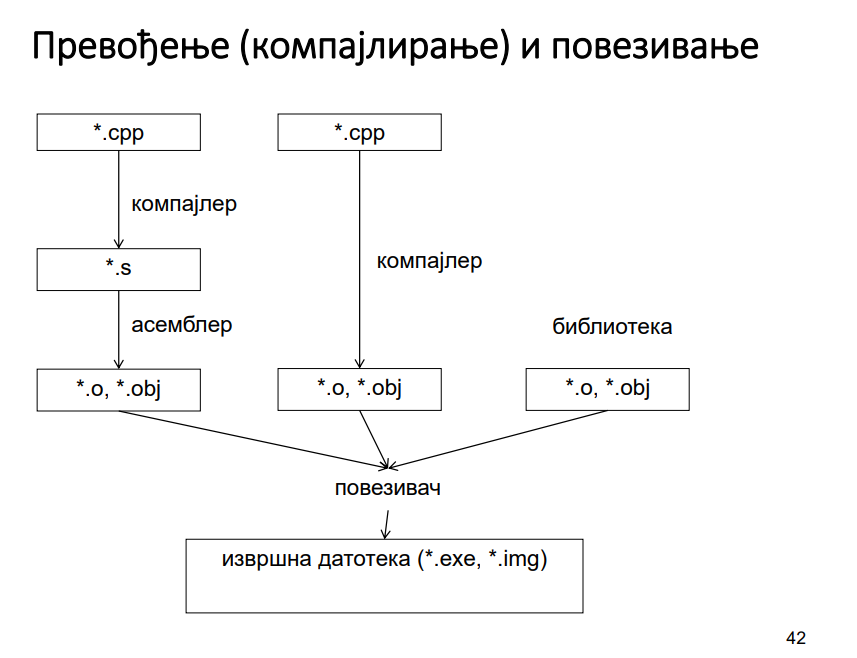 Превођење (компајлирање) и повезивање
*.cpp
*.cpp
компајлер
компајлер
*.s
асемблер
библиотека
*.o, *.obj
*.o, *.obj
*.o, *.obj
повезивач
извршна датотека (*.exe, *.img)
42